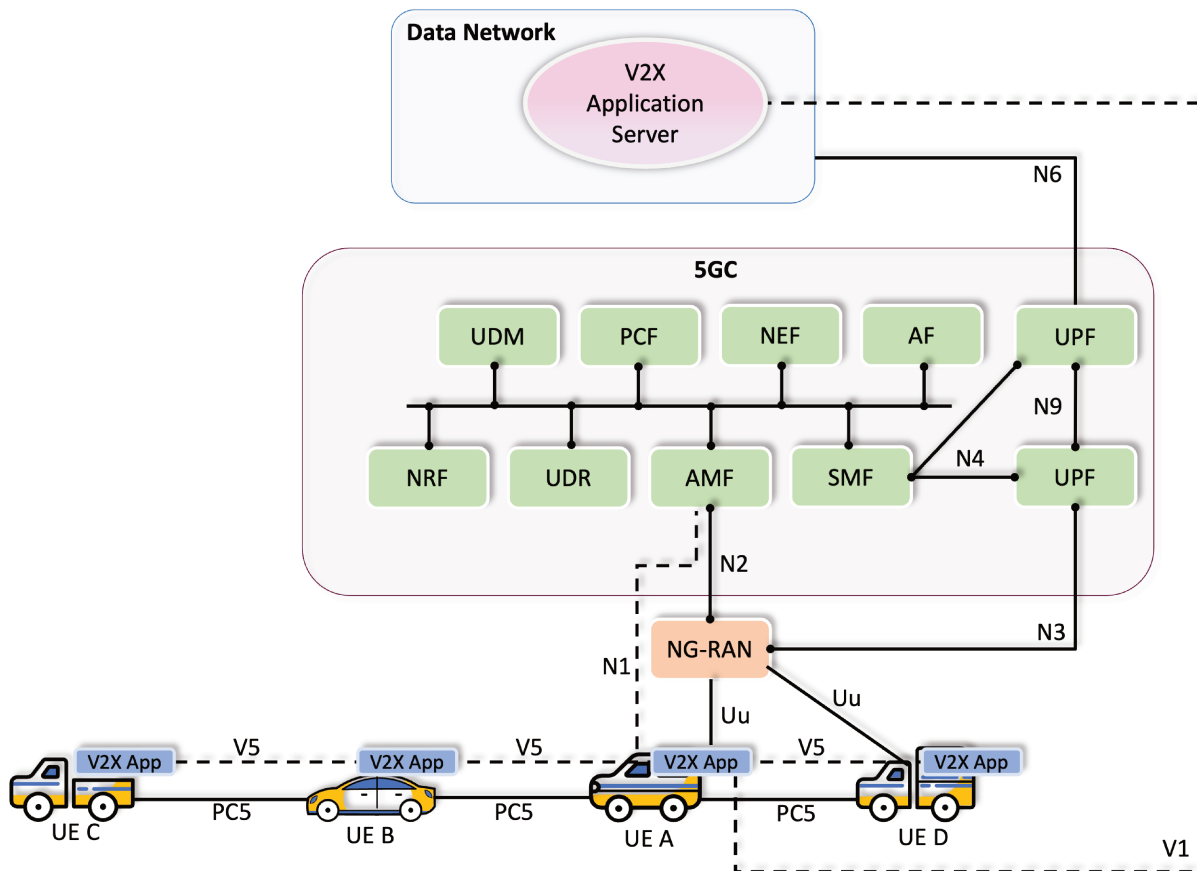 Data Network
V2X
Application
Server
N6
5GC
UDM
PCF
NEF
AF
UPF
N9
NRF
UDR
AMF
SMF
N4
UPF
N2
N3
NG-RAN
N1
Uu
Uu
V5
V5
V5
V2X App
V2X App
V2X App
V2X App
PC5
PC5
PC5
UE C
UE B
UE A
UE D
V1